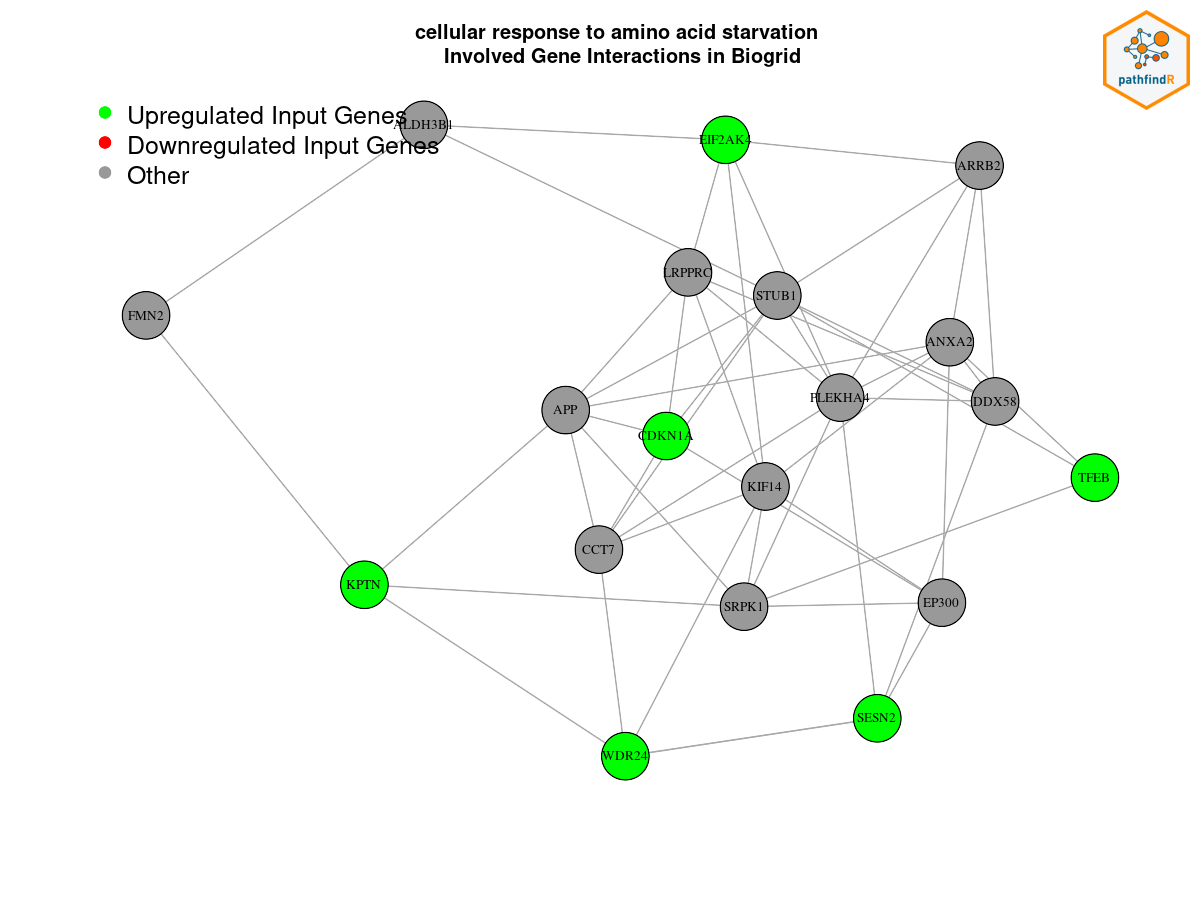 cellular response to amino acid starvation
Involved Gene Interactions in Biogrid
pathfindR
Upregulated Input Genes
Downregulated Input Genes
Other
ALDH3B1
EIF2AK4
ARRB2
LRPPRC
STUB1
FMN2
ANXA2
PLEKHA4
DDX58
APP
CDKN1A
TFEB
KIF14
CCT7
KPTN
SRPK1
EP300
SESN2
WDR24